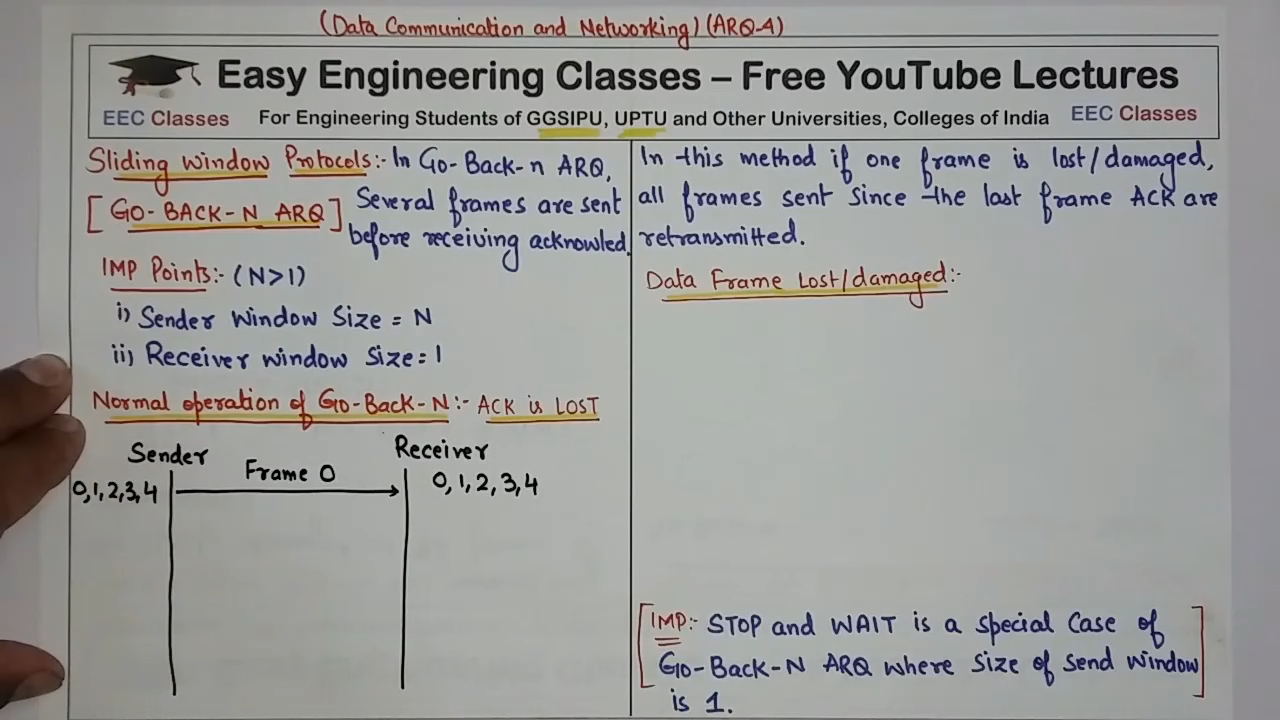 (Data Communication and Networking) (ARQ-4)
Easy Engineering Classes – Free YouTube Lectures
EEC Classes For Engineering Students of GGSIPU, UPTU and Other Universities, Colleges of India EEC Classes
Sliding window Protocols:- In Go-Back-n ARQ,
[GO-BACK-N ARQ] Several frames are sent
before receiving acknowled.
IMP Points:- (N>1)
i) Sender Window Size = N
ii) Receiver window Size = 1
Normal operation of Go-Back-N:- ACK is LOST
Sender Receiver
Frame 0
0,1,2,3,4 0,1,2,3,4
In this method if one frame is lost/damaged,
all frames sent since the last frame ACK are
retransmitted.
Data Frame Lost/damaged:-
[IMP:- STOP and WAIT is a special case of
Go-Back-N ARQ where size of send window
is 1.]